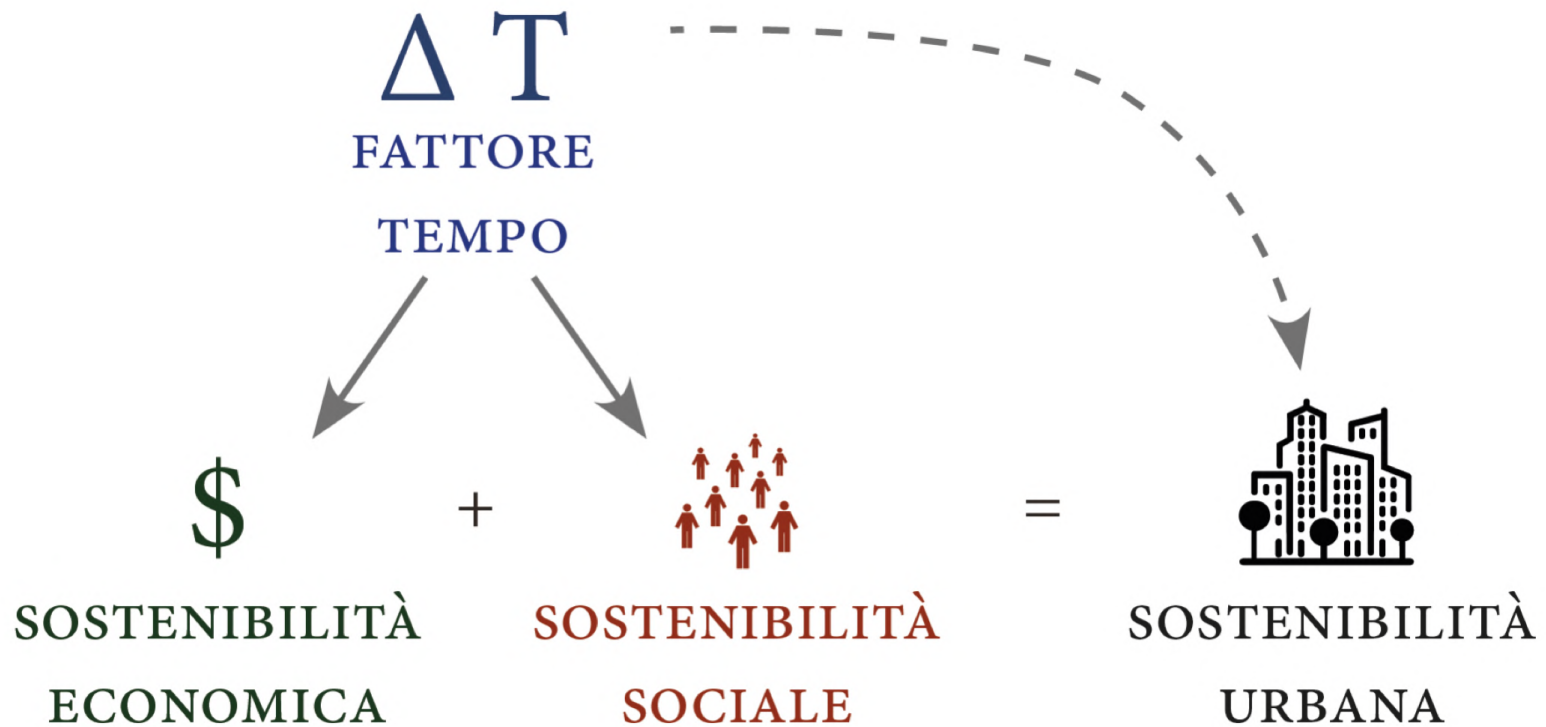 Δ T
FATTORE
TEMPO
$
+
=
SOSTENIBILITÀ
ECONOMICA
SOSTENIBILITÀ
SOCIALE
SOSTENIBILITÀ
URBANA